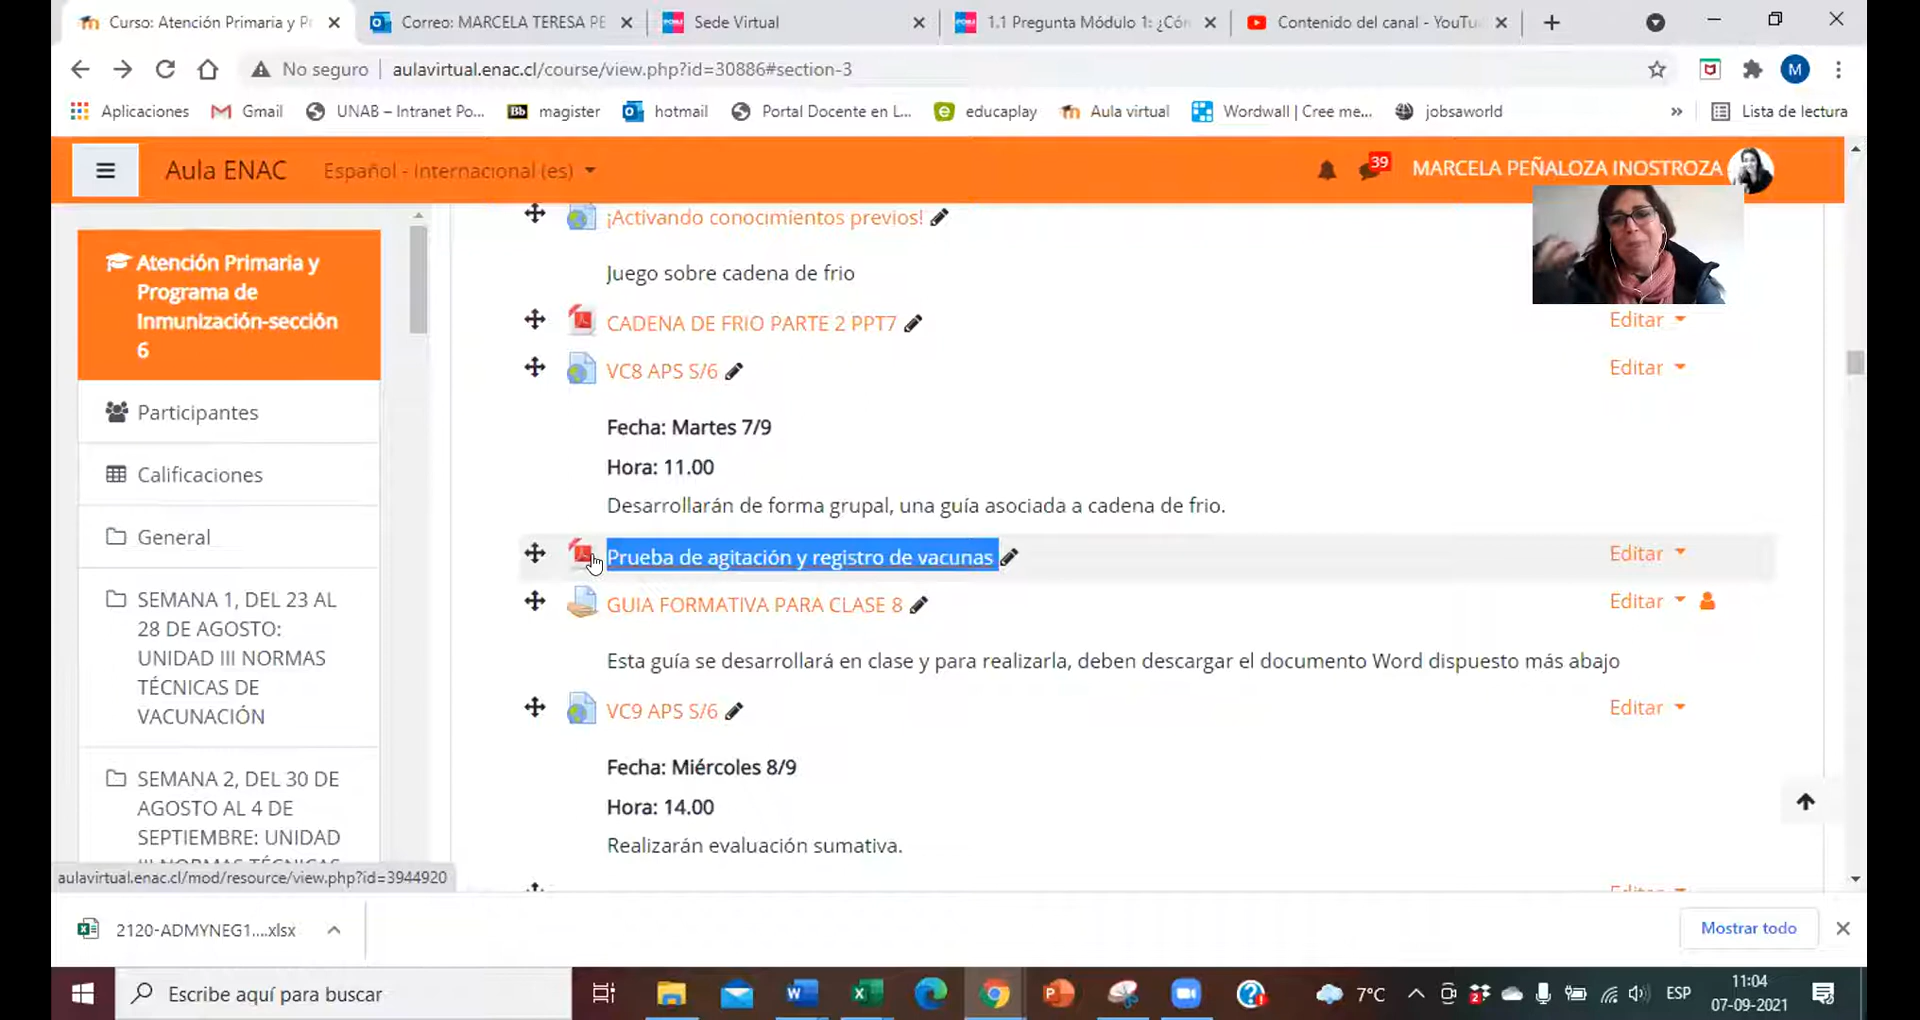 Curso: Atención Primaria y Pr
Correo: MARCELA TERESA PE
Sede Virtual
1.1 Pregunta Módulo 1: ¿Cón
Contenido del canal - YouTu
No seguro
aulavirtual.enac.cl/course/view.php?id=30886#section-3
M
Aplicaciones
Gmail
UNAB – Intranet Po...
Bb
magister
hotmail
Portal Docente en L...
educaplay
Aula virtual
Wordwall | Cree me...
jobsaworld
»
Lista de lectura
Aula ENAC
Español - Internacional (es)
39
MARCELA PEÑALOZA INOSTROZA
Atención Primaria y
Programa de
Inmunización-sección
6
Participantes
Calificaciones
General
SEMANA 1, DEL 23 AL
28 DE AGOSTO:
UNIDAD III NORMAS
TÉCNICAS DE
VACUNACIÓN
SEMANA 2, DEL 30 DE
AGOSTO AL 4 DE
SEPTIEMBRE: UNIDAD
III NORMAS TÉCNICAS
¡Activando conocimientos previos!
Juego sobre cadena de frio
CADENA DE FRIO PARTE 2 PPT7
Editar
VC8 APS S/6
Editar
Fecha: Martes 7/9
Hora: 11.00
Desarrollarán de forma grupal, una guía asociada a cadena de frio.
Prueba de agitación y registro de vacunas
Editar
GUIA FORMATIVA PARA CLASE 8
Editar
Esta guía se desarrollará en clase y para realizarla, deben descargar el documento Word dispuesto más abajo
VC9 APS S/6
Editar
Fecha: Miércoles 8/9
Hora: 14.00
Realizarán evaluación sumativa.
Editar
aulavirtual.enac.cl/mod/resource/view.php?id=3944920
2120-ADMYNEG1....xlsx
Mostrar todo
Escribe aquí para buscar
7°C
2
ESP
11:04
07-09-2021